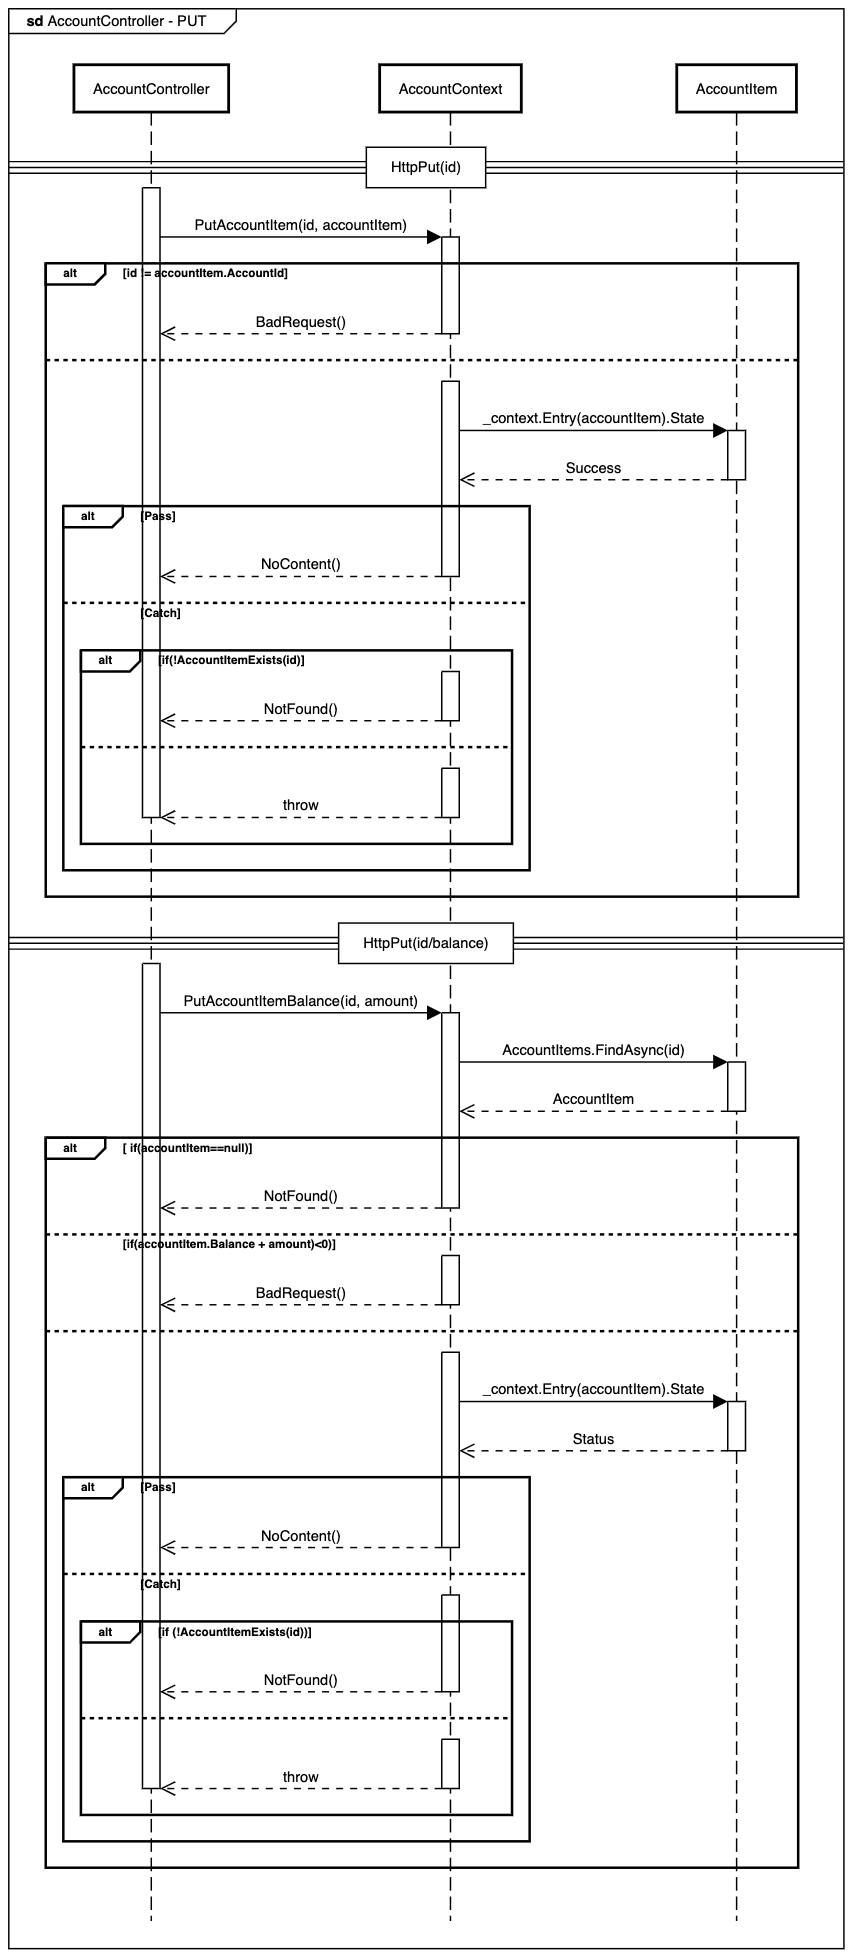 sd AccountController - PUT
AccountController
AccountContext
AccountItem
HttpPut(id)
PutAccountItem(id, accountItem)
alt
[id != accountItem.AccountId]
BadRequest()
_context.Entry(accountItem).State
Success
alt
[Pass]
NoContent()
[Catch]
alt
[if(!AccountItemExists(id)]
NotFound()
throw
HttpPut(id/balance)
PutAccountItemBalance(id, amount)
AccountItems.FindAsync(id)
AccountItem
alt
[ if(accountItem==null)]
NotFound()
[if(accountItem.Balance + amount)<0)]
BadRequest()
_context.Entry(accountItem).State
Status
alt
[Pass]
NoContent()
[Catch]
alt
[if (!AccountItemExists(id))]
NotFound()
throw